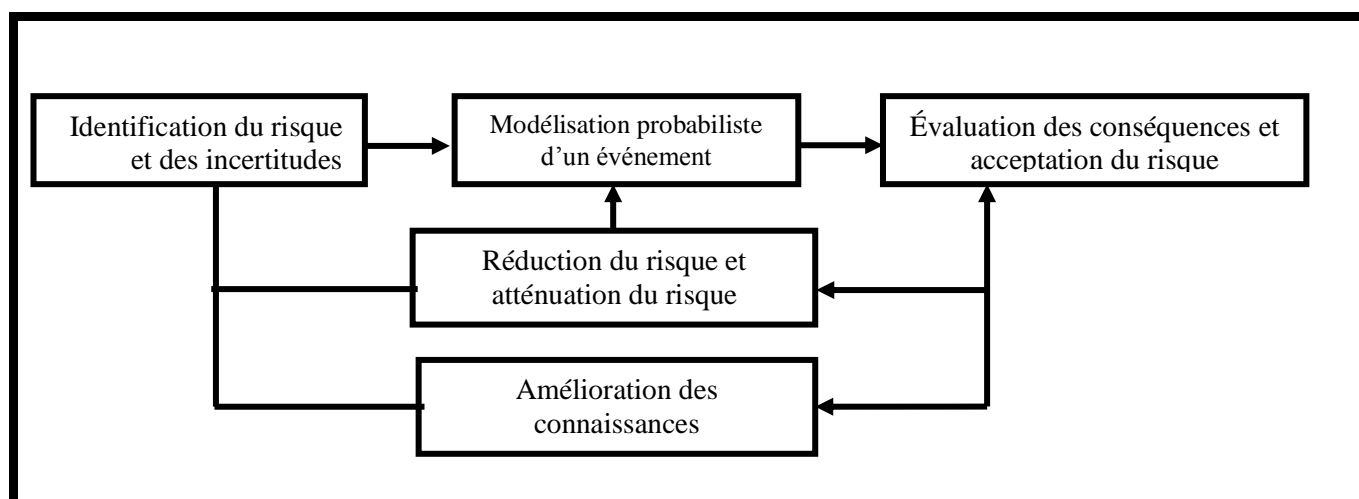 Identification du risque
et des incertitudes
Modélisation probabiliste
d’un événement
Évaluation des conséquences et
acceptation du risque
Réduction du risque et
atténuation du risque
Amélioration des
connaissances